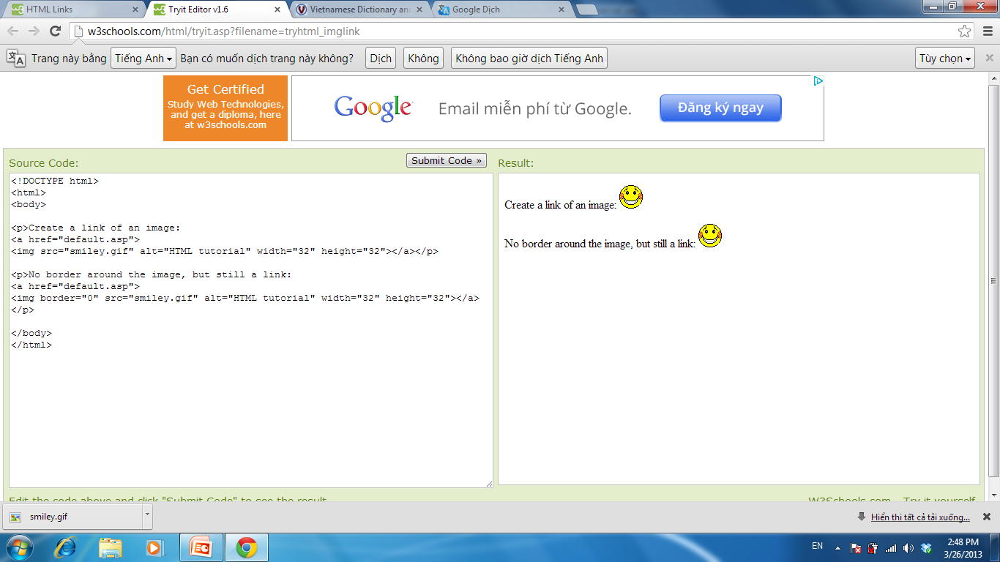 HTML Links
Tryit Editor v1.6
Vietnamese Dictionary an
Google Dịch
w3schools.com/html/tryit.asp?filename=tryhtml_imglink
Trang này bằng Tiếng Anh Bạn có muốn dịch trang này không? Dịch Không Không bao giờ dịch Tiếng Anh Tùy chọn
Get Certified
Study Web Technologies,
and get a diploma, here
at w3schools.com
Google Email miễn phí từ Google. Đăng ký ngay
Source Code:
Submit Code »
<!DOCTYPE html>
<html>
<body>
<p>Create a link of an image:
<a href="default.asp">
<img src="smiley.gif" alt="HTML tutorial" width="32" height="32"></a></p>
<p>No border around the image, but still a link:
<a href="default.asp">
<img border="0" src="smiley.gif" alt="HTML tutorial" width="32" height="32"></a>
</p>
</body>
</html>
Result:
Create a link of an image:
No border around the image, but still a link:
Edit the code above and click "Submit Code" to see the result.
W3Schools.com - Try it yourself
smiley.gif
Hiển thị tất cả tải xuống...
EN
2:48 PM
3/26/2013